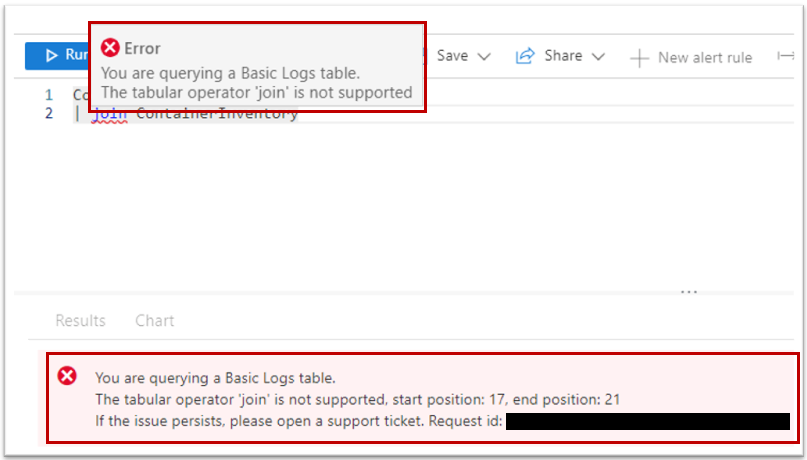 Error
You are querying a Basic Logs table.
The tabular operator 'join' is not supported
Run
Save
Share
New alert rule
1 Co
2 | join ContainerInventory
...
Results Chart
You are querying a Basic Logs table.
The tabular operator 'join' is not supported, start position: 17, end position: 21
If the issue persists, please open a support ticket. Request id: